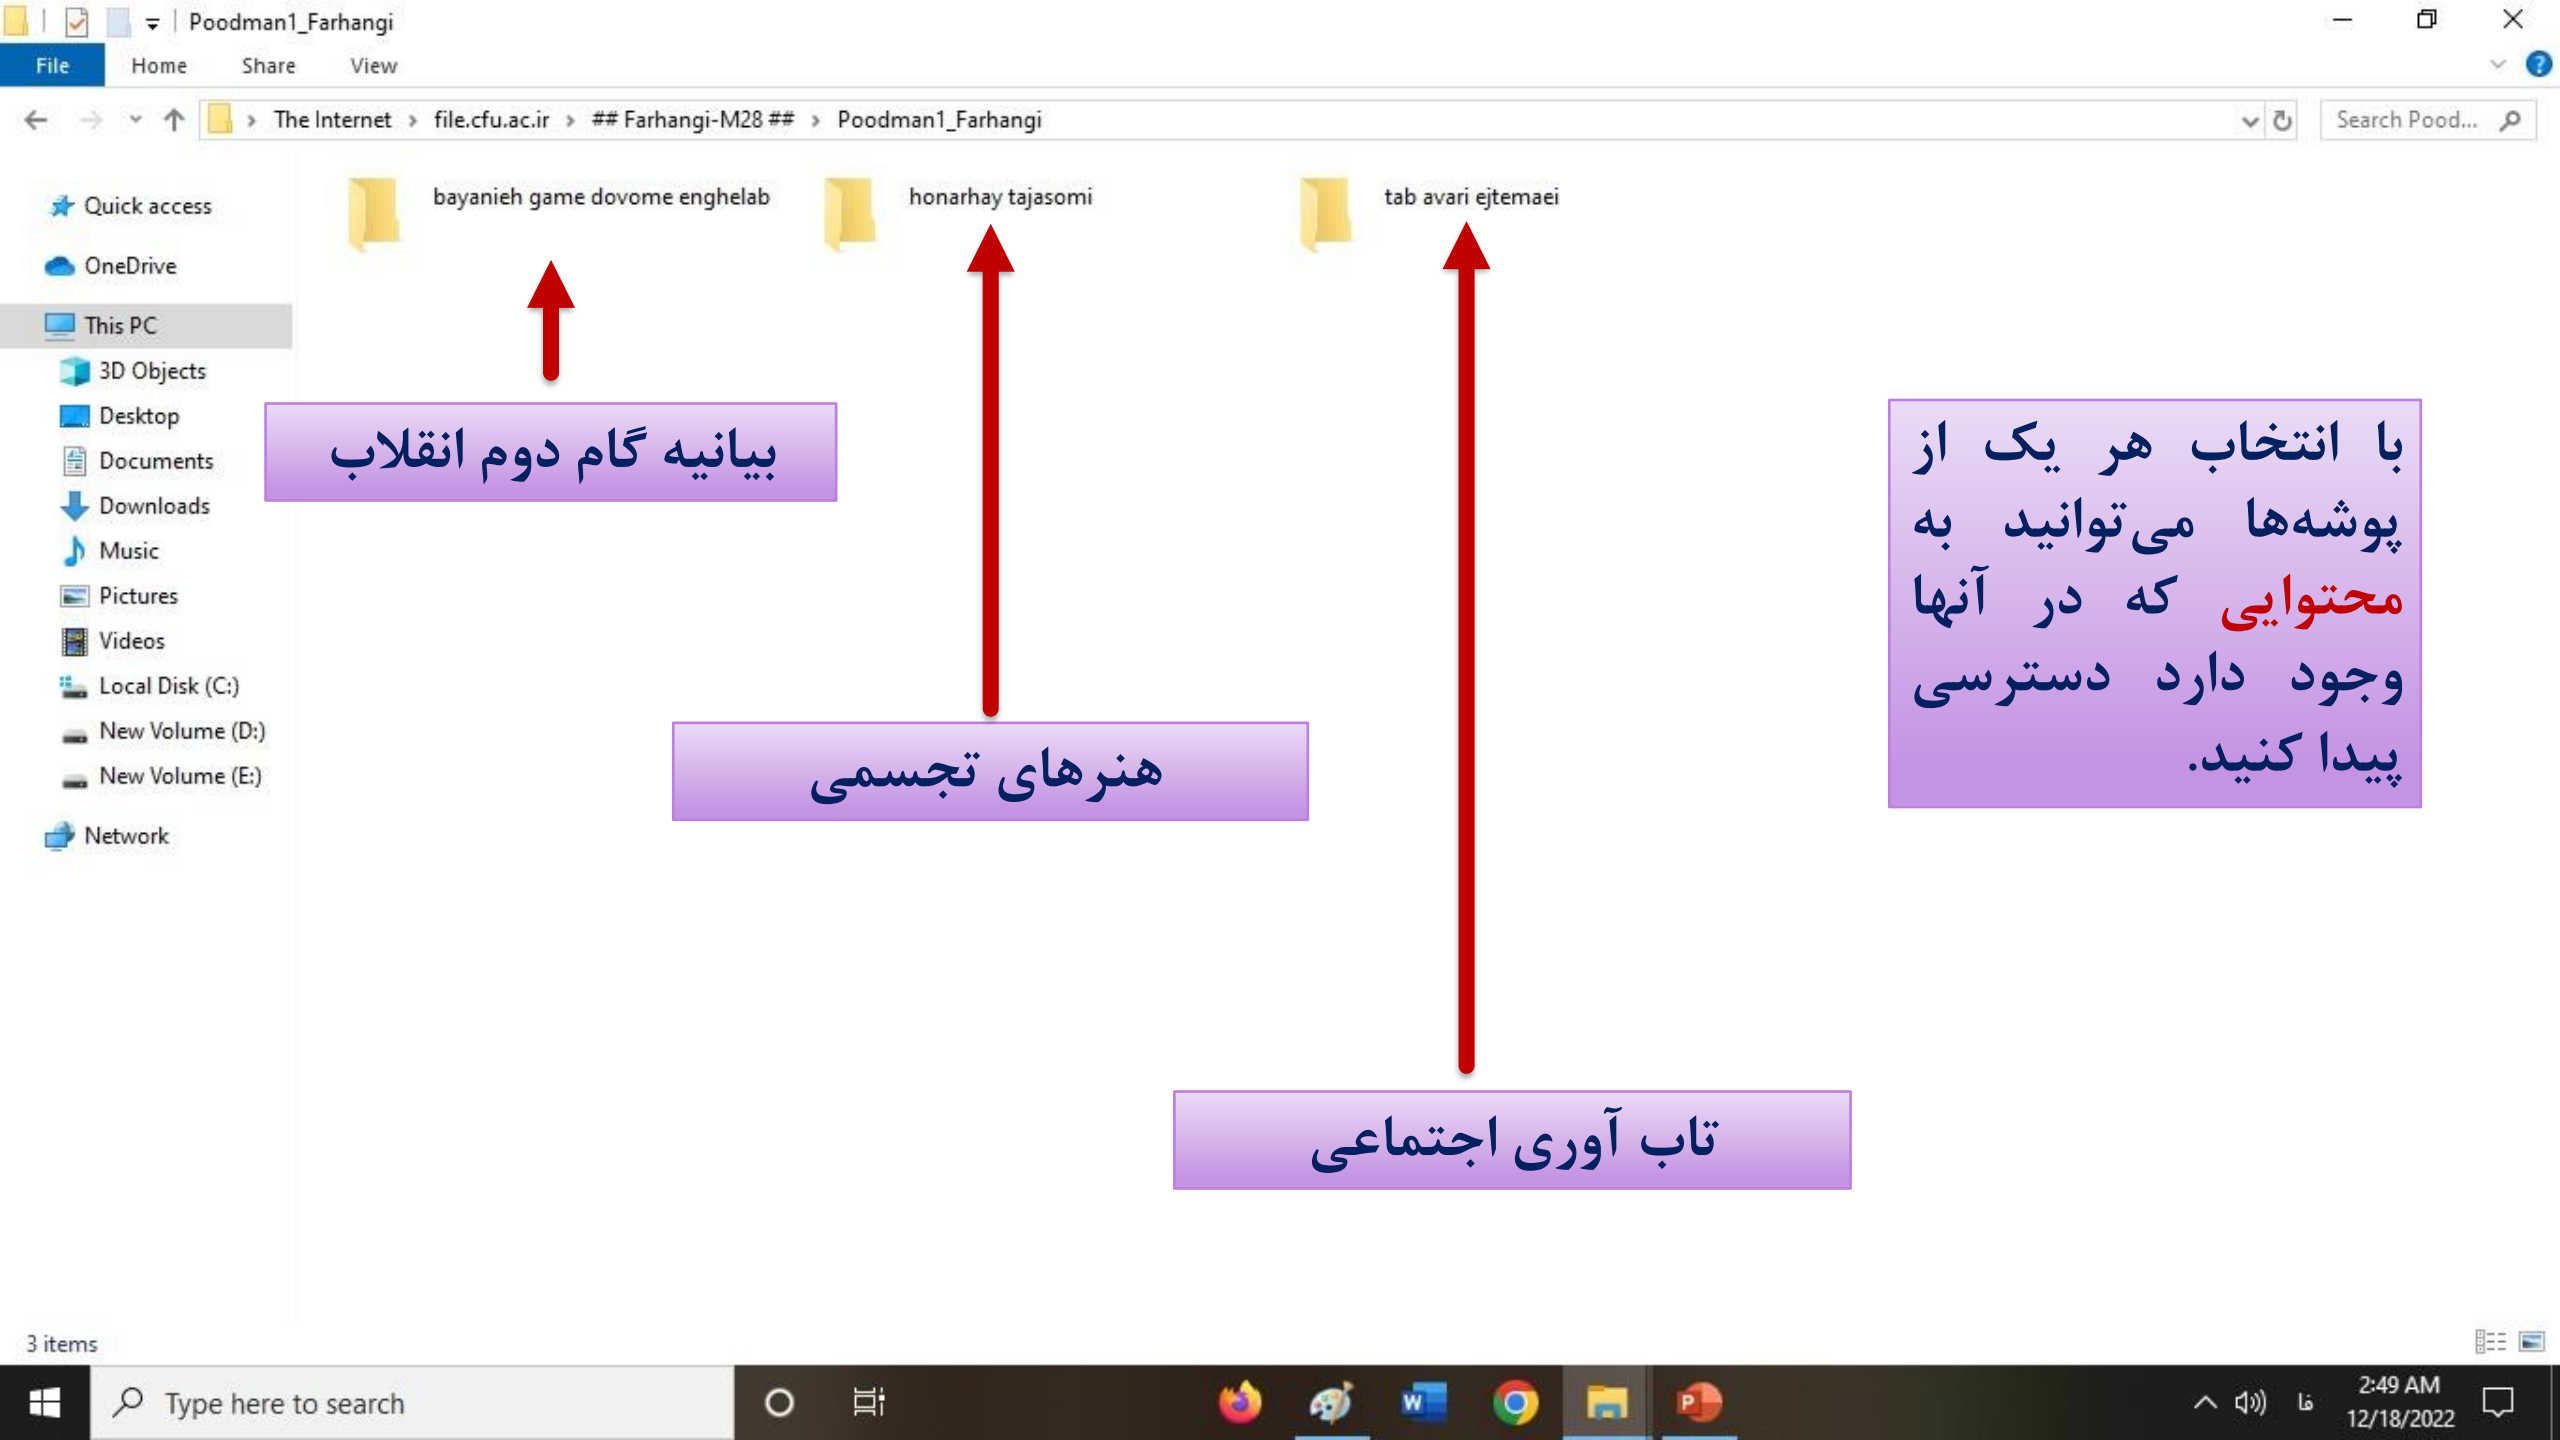 Poodman1_Farhangi
File Home Share View
The Internet > file.cfu.ac.ir > ## Farhangi-M28 ## > Poodman1_Farhangi
Search Pood...
bayanieh game dovome enghelab
honarhay tajasomi
tab avari ejtemaei
Quick access
OneDrive
This PC
3D Objects
Desktop
Documents
Downloads
Music
Pictures
Videos
Local Disk (C:)
New Volume (D:)
New Volume (E:)
Network
بیانیه گام دوم انقلاب
هنرهای تجسمی
تاب آوری اجتماعی
با انتخاب هر یک از
پوشه‌ها می‌توانید به
محتوایی که در آنها
وجود دارد دسترسی
پیدا کنید.
3 items
Type here to search
فا
2:49 AM
12/18/2022